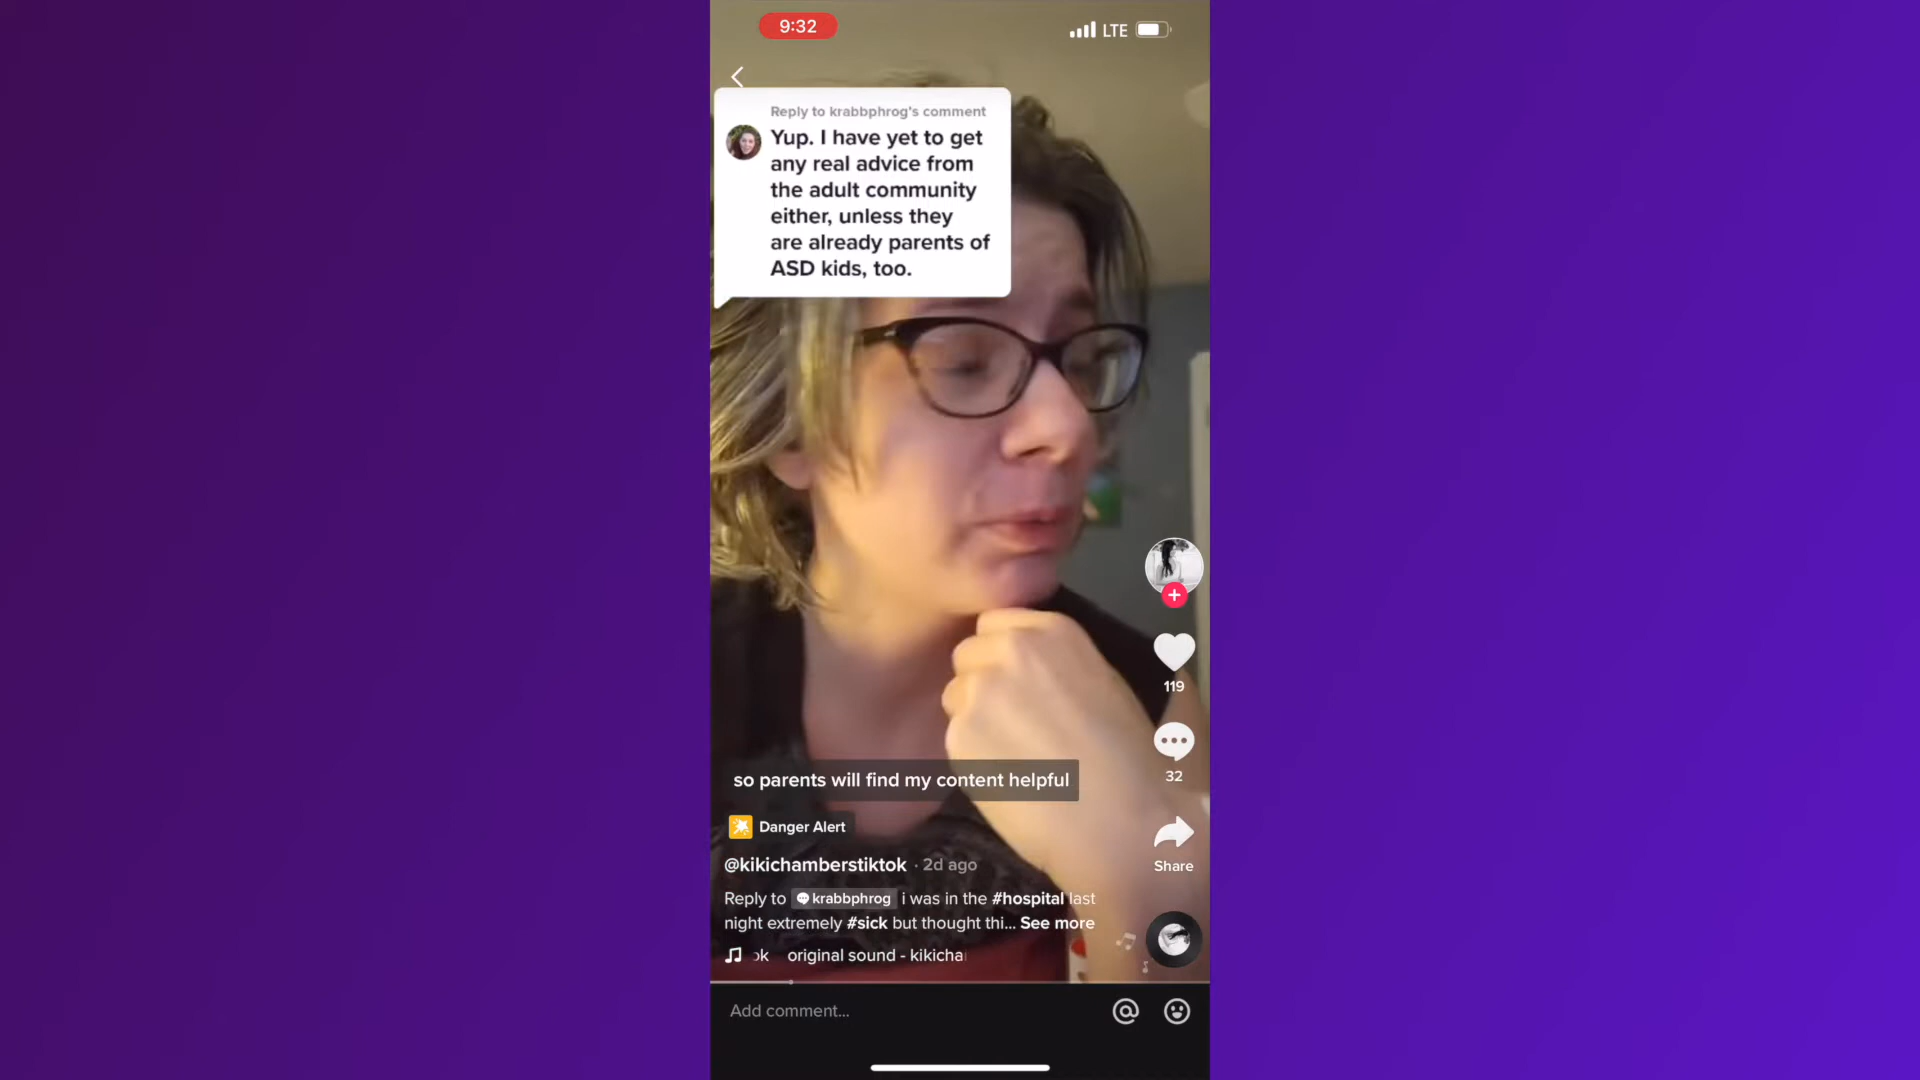 9:32
LTE
Reply to krabbphrog's comment
Yup. I have yet to get
any real advice from
the adult community
either, unless they
are already parents of
ASD kids, too.
119
32
so parents will find my content helpful
Danger Alert
@kikichamberstiktok · 2d ago
Share
Reply to krabbphrog i was in the #hospital last
night extremely #sick but thought thi... See more
ok original sound - kikicha
Add comment...
@